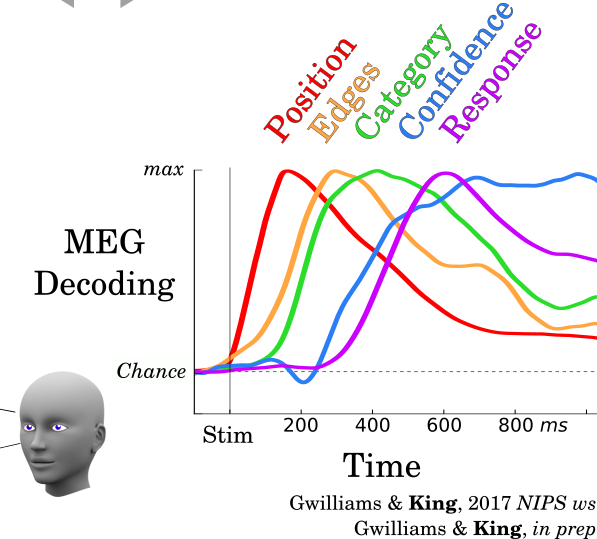 Position
Edges
Category
Confidence
Response
max
MEG
Decoding
Chance
Stim
200 400 600 800 ms
Time
Gwilliams & King, 2017 NIPS ws
Gwilliams & King, in prep